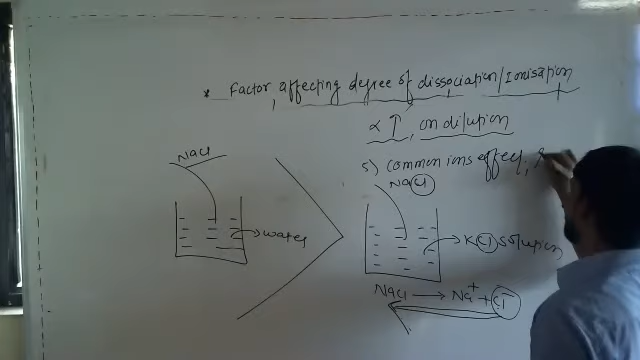 * Factor affecting degree of dissociation/Ionisation
∝ ↑, on dilution
5) common ions effect,
NaCl
NaCl
water
KCl solution
NaCl → Na⁺ + Cl⁻